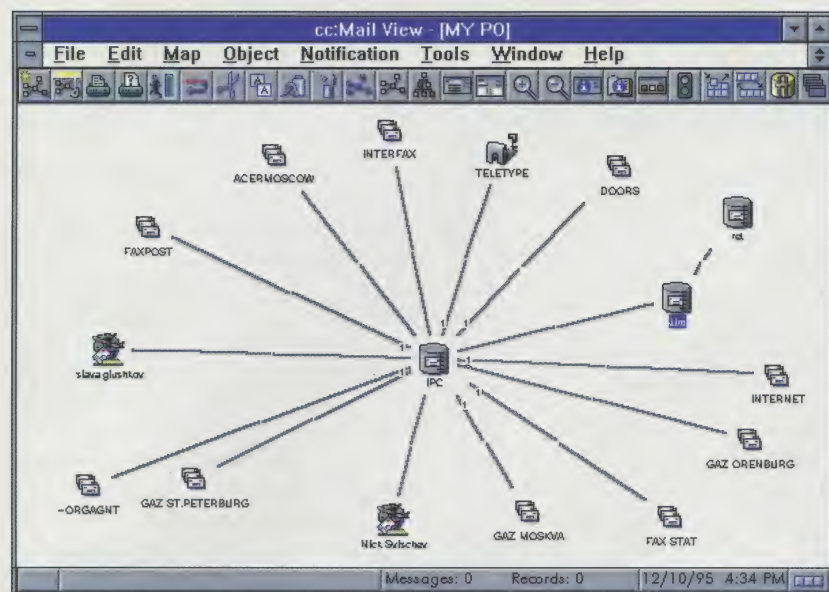 cc:Mail View - [MY PO]
File Edit Map Object Notification Tools Window Help
INTERFAX
TELETYPE
ACERMOSCOW
DOORS
FAXPOST
rct
slava glushkov
IPC
INTERNET
GAZ ORENBURG
~ORGAGNT
GAZ ST.PETERBURG
GAZ MOSKVA
FAX STAT
Nick
Messages: 0 Records: 0 12/10/95 4:34 PM